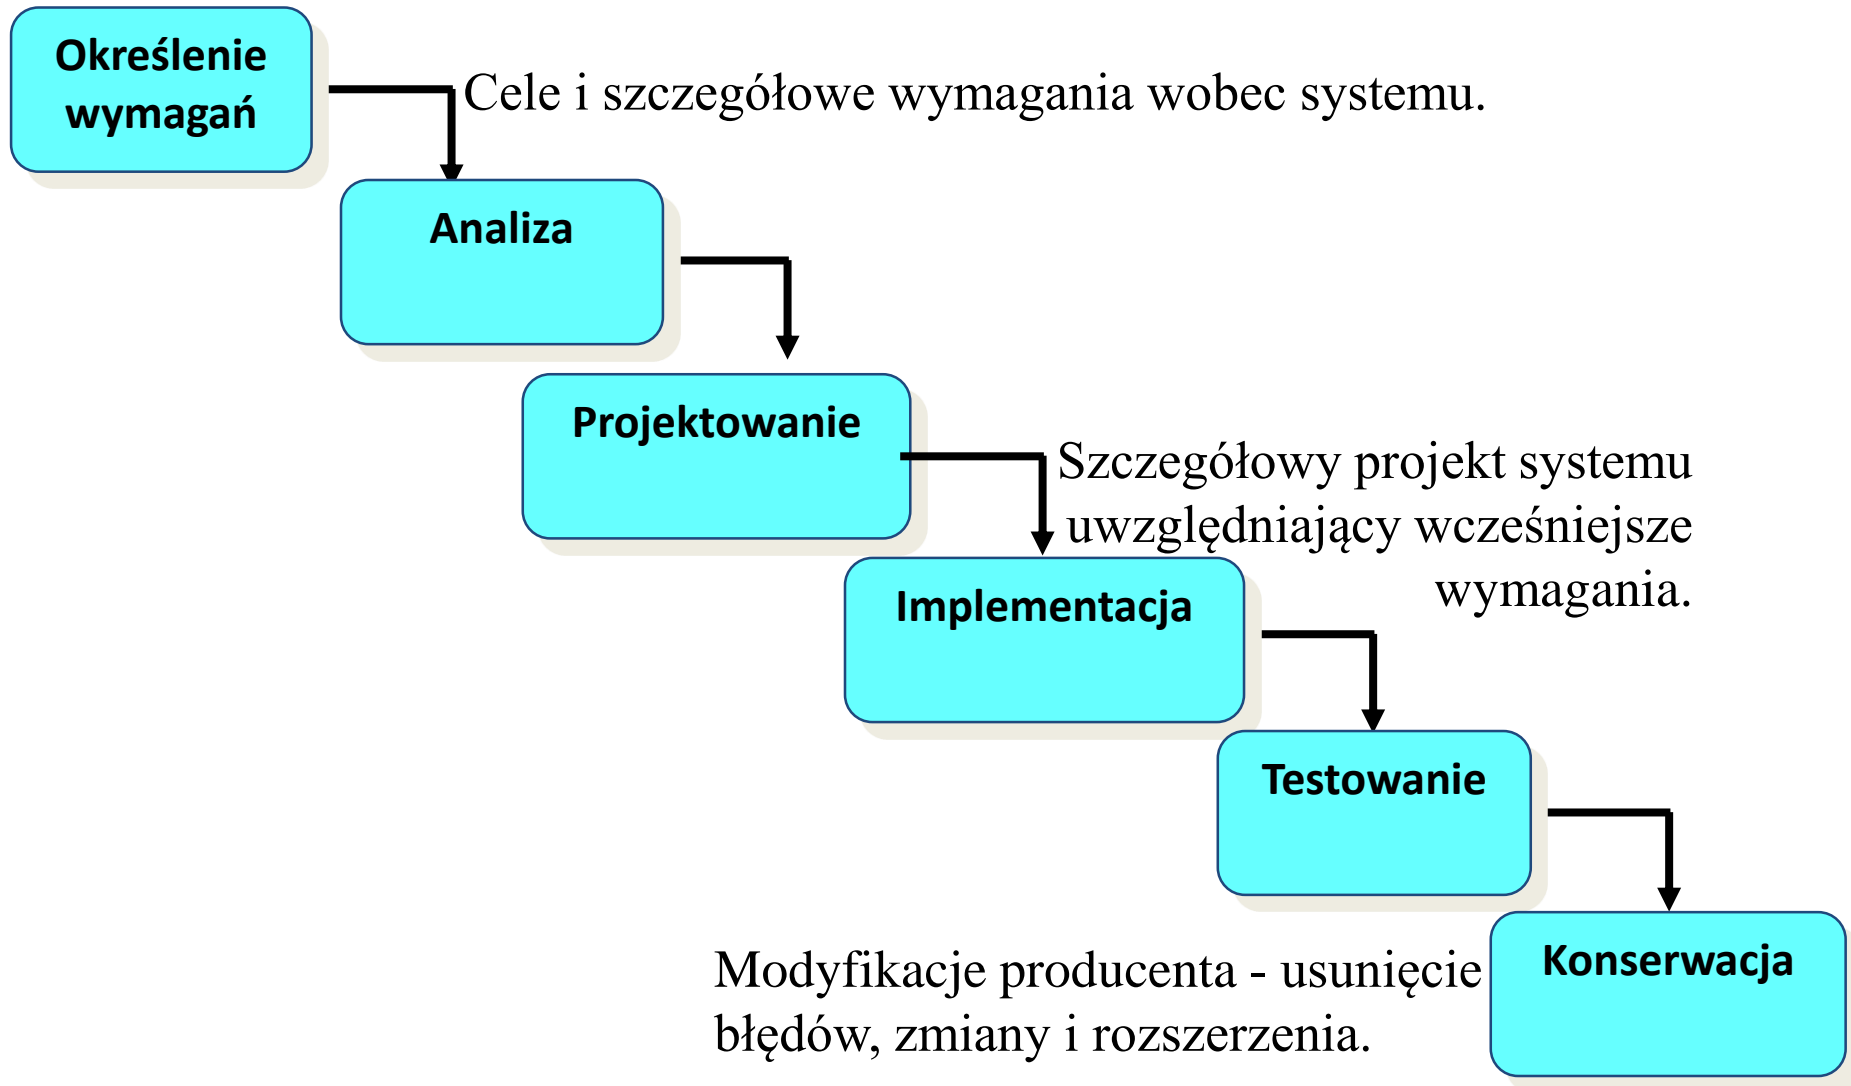 Określenie
wymagań
Cele i szczegółowe wymagania wobec systemu.
Analiza
Projektowanie
Szczegółowy projekt systemu
uwzględniający wcześniejsze
wymagania.
Implementacja
Testowanie
Konserwacja
Modyfikacje producenta - usunięcie
błędów, zmiany i rozszerzenia.